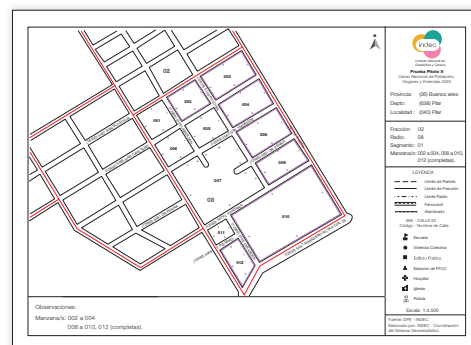 indec
Instituto Nacional de
Estadística y Censos
Prueba Piloto II
Censo Nacional de Población,
Hogares y Viviendas 2020
Provincia: (06) Buenos aires
Depto: (638) Pilar
Localidad: (040) Pilar
Fracción: 02
Radio: 08
Segmento: 01
Manzana/s: 002 a 004, 008 a 010,
012 (completas).
LEYENDA
Límite de Partido
Límite de Fracción
Límite de Radio
Ferrocarril
Alambrado
Código - Nombre de Calle
Escuela
Vivienda Colectiva
Edificio Público
Estación de FFCC
Hospital
Iglesia
Policía
Escala 1:4.500
Fuente: DPE - INDEC
Elaborado por: INDEC - Coordinación
del Sistema Geoestadístico
02
003
002
004
001
005
006
008
009
007
08
010
011
012
Observaciones:
Manzana/s: 002 a 004
008 a 010, 012 (completas).